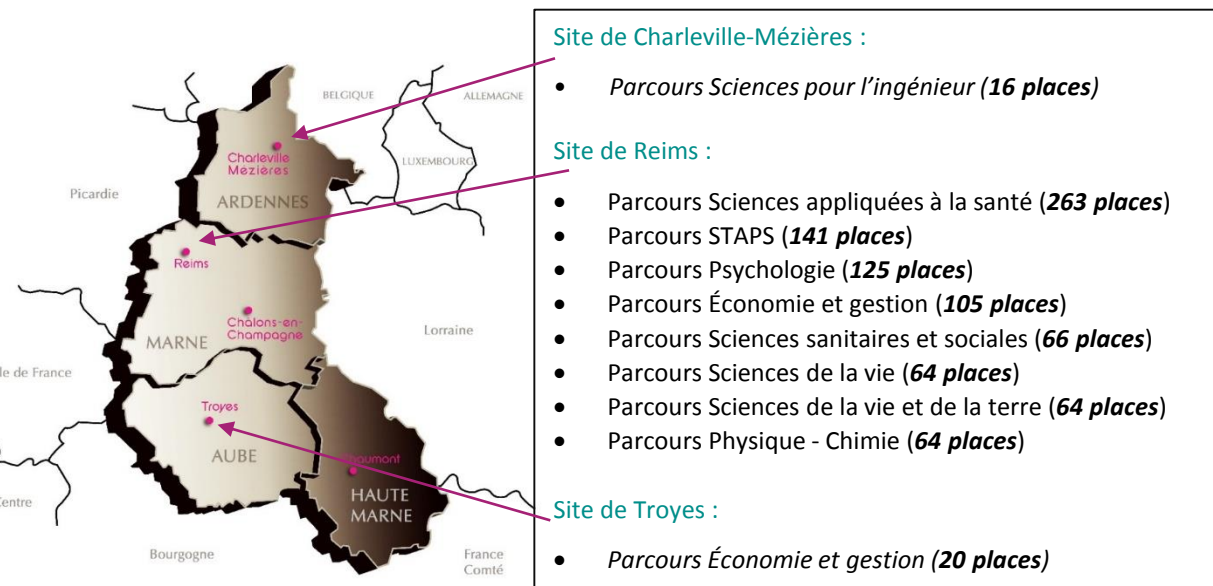 BELGIQUE
ALLEMAGNE
Charleville
Mézières
LUXEMBOURG
Picardie
ARDENNES
Reims
Chalons-en-
Champagne
MARNE
Lorraine
le de France
Troyes
AUBE
Chaumont
HAUTE
MARNE
Centre
Bourgogne
France
Comté
Site de Charleville-Mézières :
• Parcours Sciences pour l’ingénieur (16 places)
Site de Reims :
• Parcours Sciences appliquées à la santé (263 places)
• Parcours STAPS (141 places)
• Parcours Psychologie (125 places)
• Parcours Économie et gestion (105 places)
• Parcours Sciences sanitaires et sociales (66 places)
• Parcours Sciences de la vie (64 places)
• Parcours Sciences de la vie et de la terre (64 places)
• Parcours Physique - Chimie (64 places)
Site de Troyes :
• Parcours Économie et gestion (20 places)